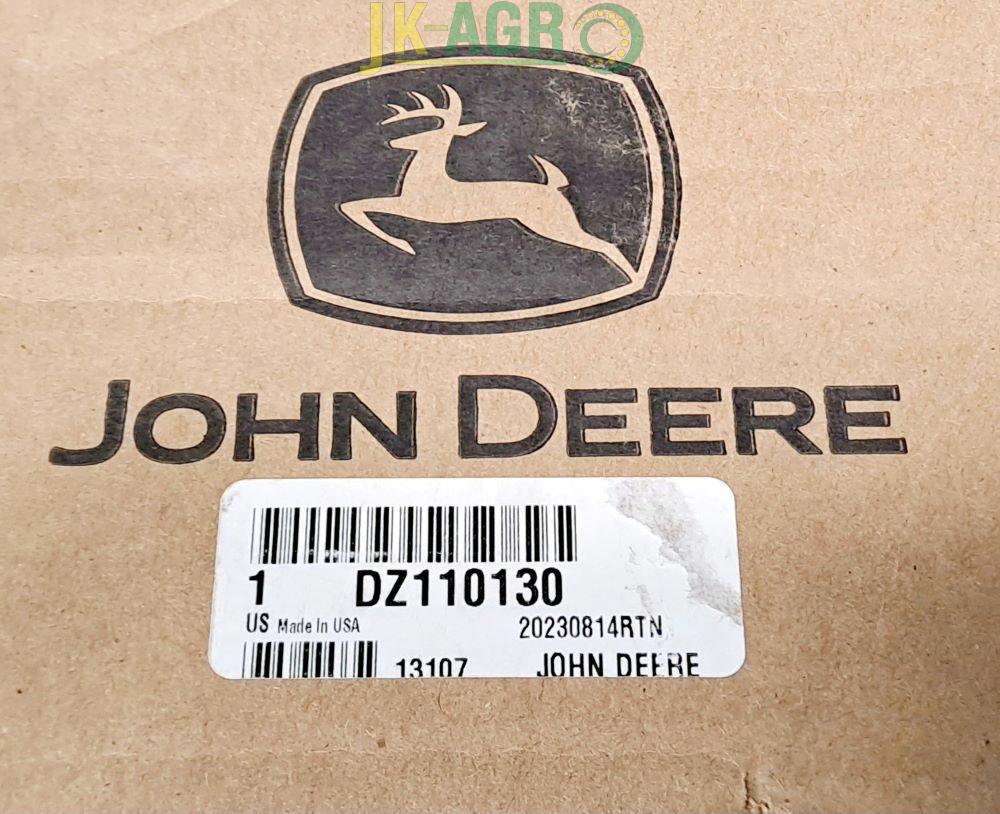 JK-AGRO
JOHN DEERE
1 DZ110130
US Made In USA 20230814RTN
13107 JOHN DEERE